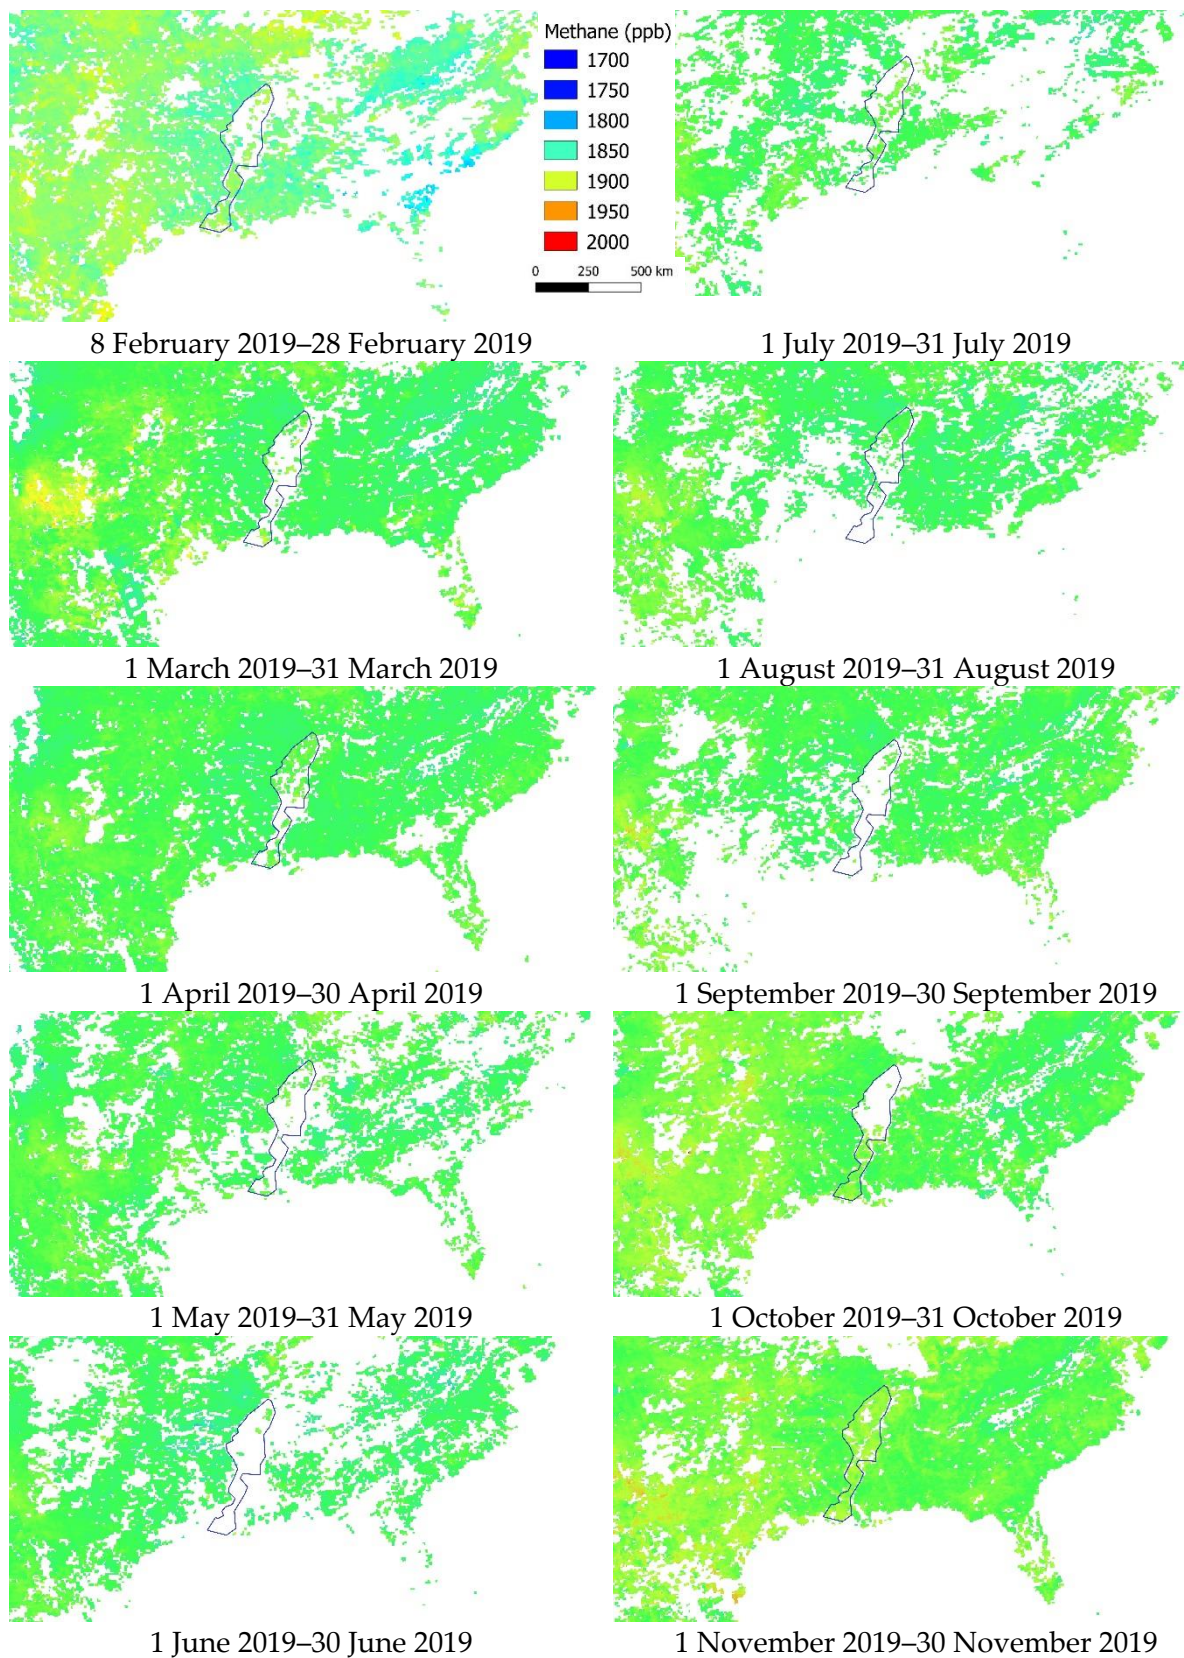 Methane (ppb)
1700
1750
1800
1850
1900
1950
2000
0 250 500 km
8 February 2019–28 February 2019
1 July 2019–31 July 2019
1 March 2019–31 March 2019
1 August 2019–31 August 2019
1 April 2019–30 April 2019
1 September 2019–30 September 2019
1 May 2019–31 May 2019
1 October 2019–31 October 2019
1 June 2019–30 June 2019
1 November 2019–30 November 2019